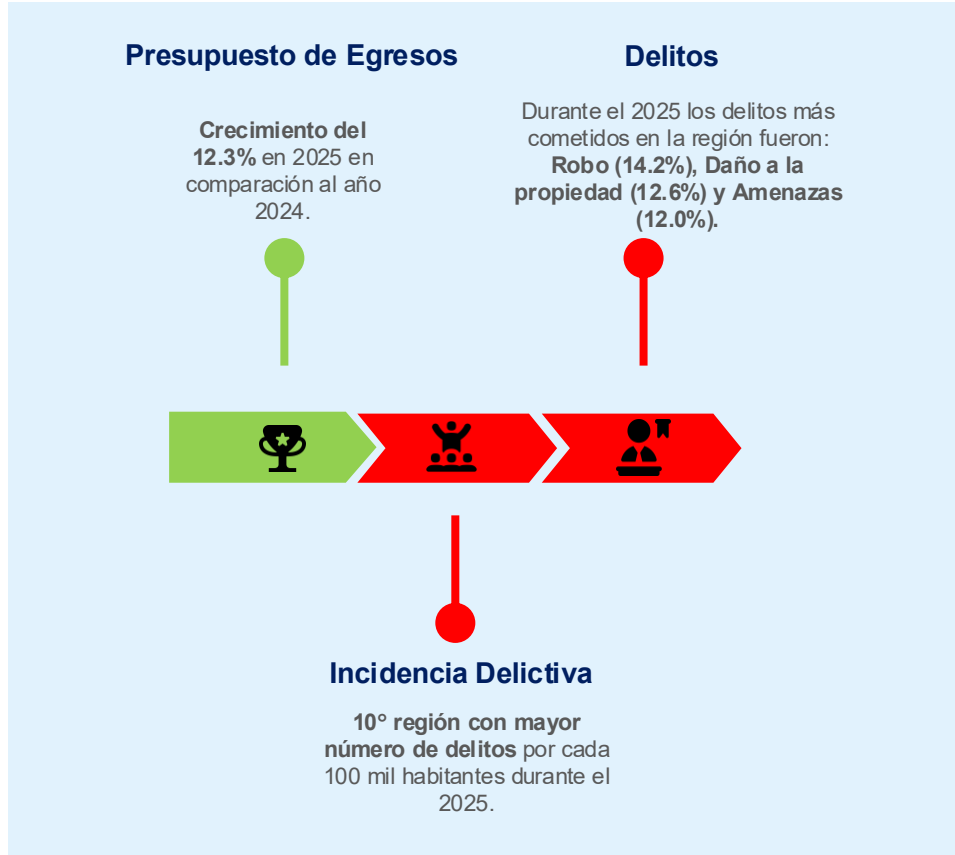 Presupuesto de Egresos
Crecimiento del
12.3% en 2025 en
comparación al año
2024.
Delitos
Durante el 2025 los delitos más
cometidos en la región fueron:
Robo (14.2%), Daño a la
propiedad (12.6%) y Amenazas
(12.0%).
Incidencia Delictiva
10° región con mayor
número de delitos por cada
100 mil habitantes durante el
2025.